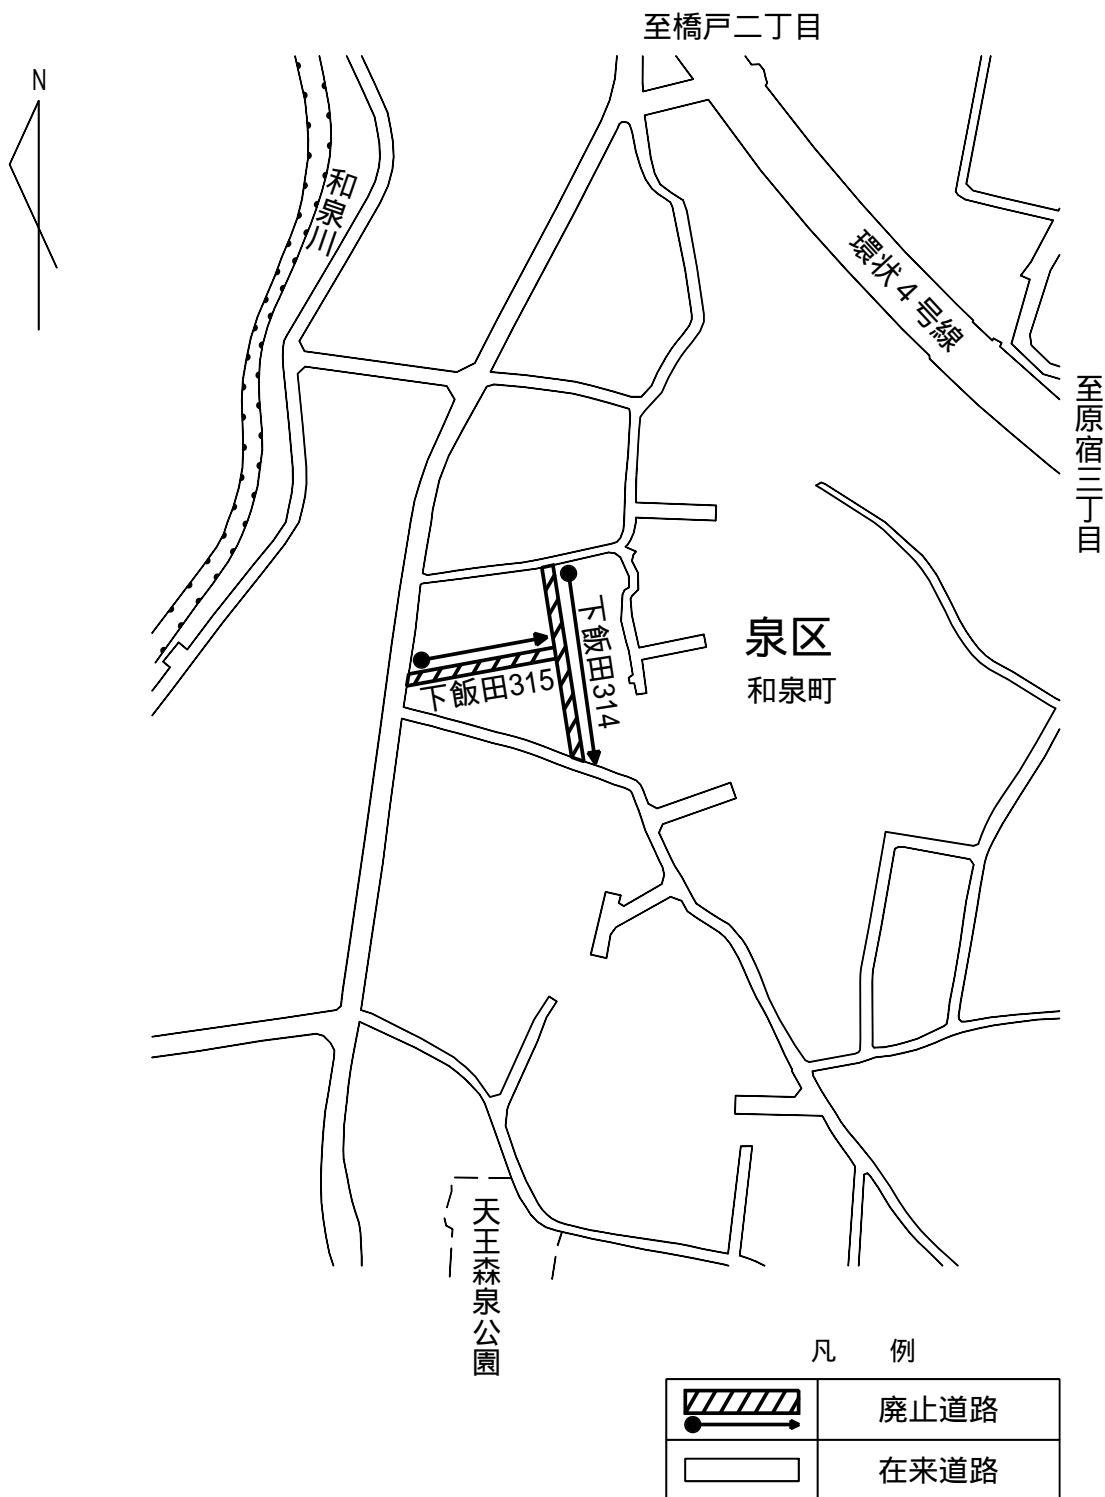 至橋戸二丁目
N
和泉川
環状4号線
至原宿三丁目
下飯田314
下飯田315
泉区
和泉町
天王森泉公園
凡 例
廃止道路
在来道路